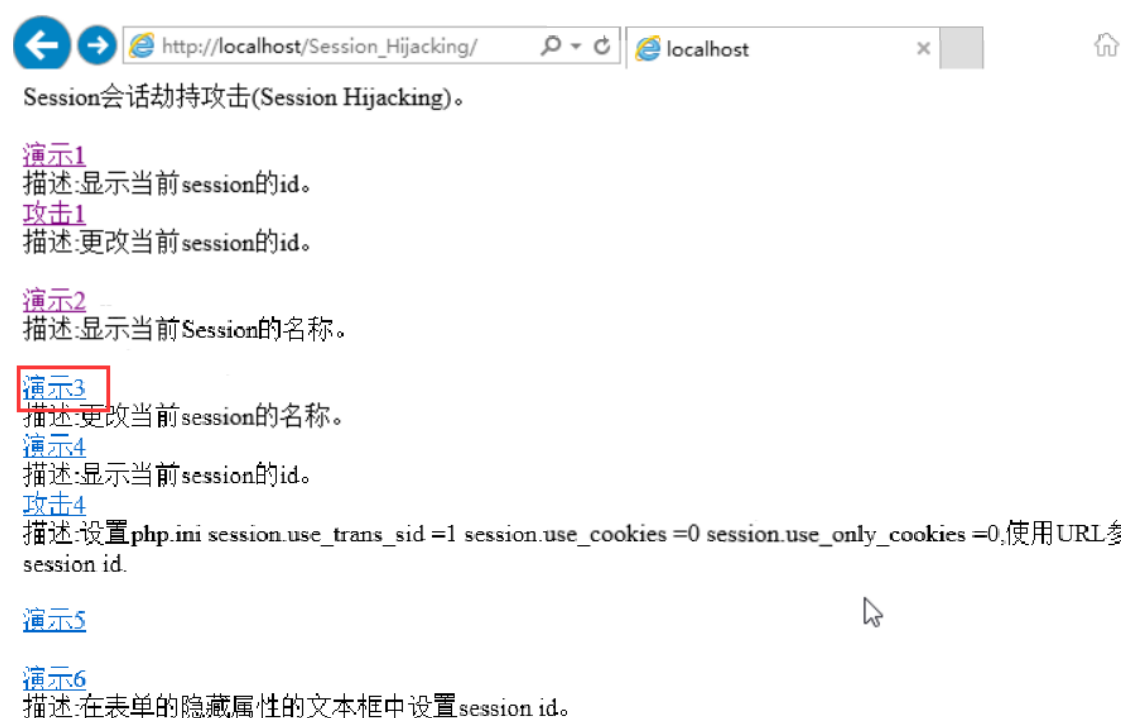 http://localhost/Session_Hijacking/
localhost
Session会话劫持攻击(Session Hijacking)。
演示1
描述:显示当前session的id。
攻击1
描述:更改当前session的id。
演示2
描述:显示当前Session的名称。
演示3
描述:更改当前session的名称。
演示4
描述:显示当前session的id。
攻击4
描述:设置php.ini session.use_trans_sid =1 session.use_cookies =0 session.use_only_cookies =0,使用URL
session id.
演示5
演示6
描述:在表单的隐藏属性的文本框中设置session id。